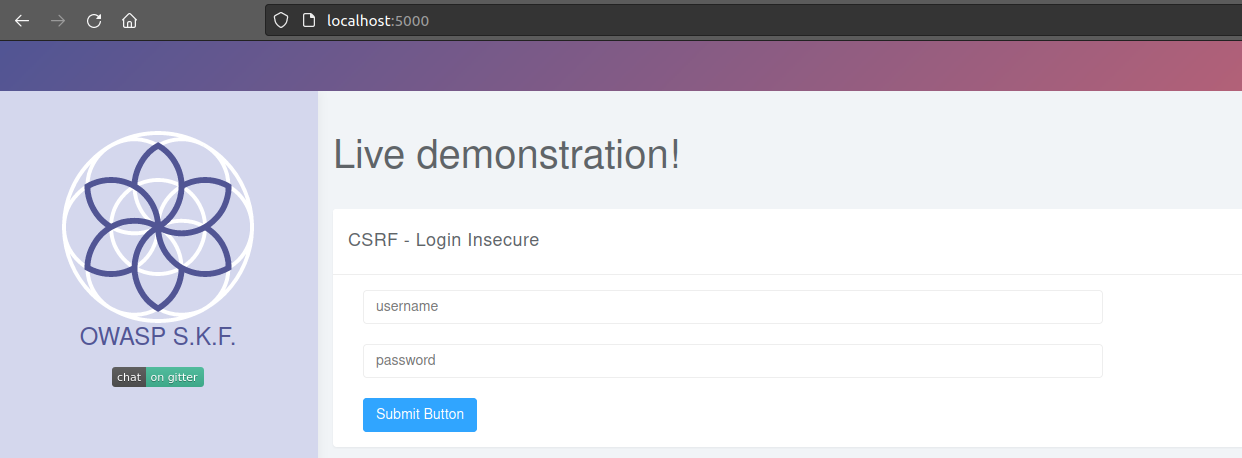 localhost:5000
Live demonstration!
CSRF - Login Insecure
username
password
Submit Button
OWASP S.K.F.
chat on gitter